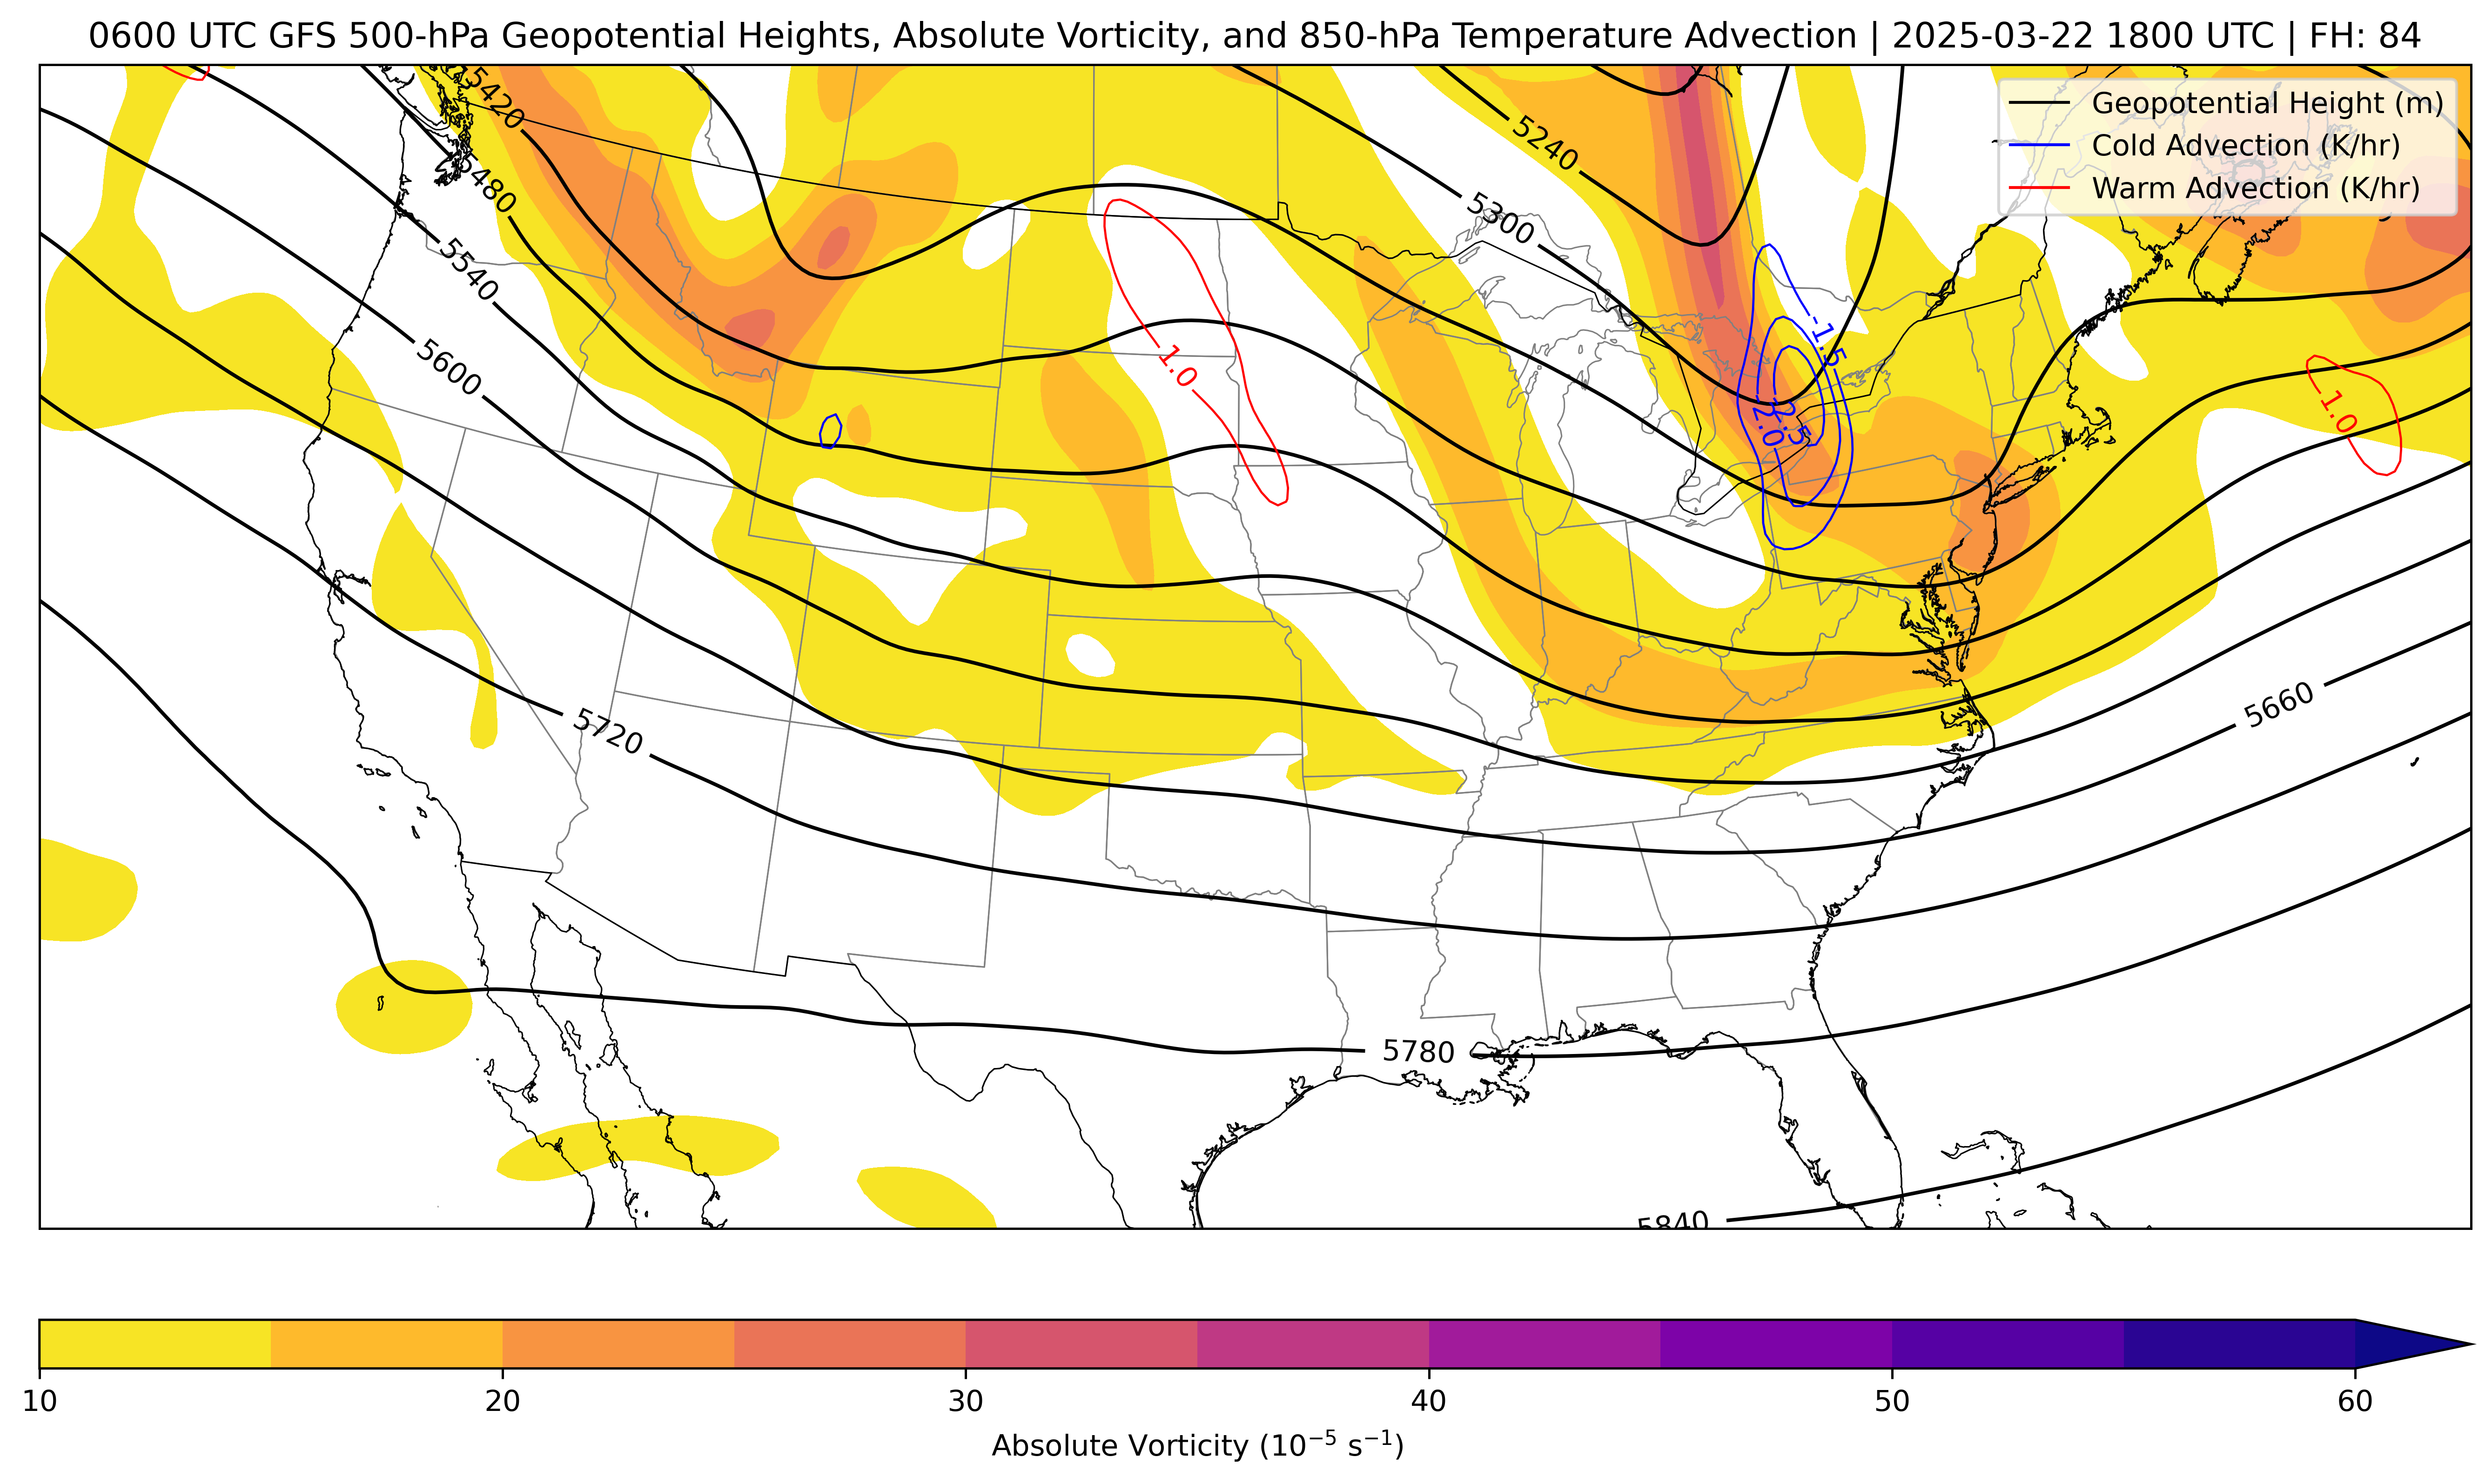 0600 UTC GFS 500-hPa Geopotential Heights, Absolute Vorticity, and 850-hPa Temperature Advection | 2025-03-22 1800 UTC | FH: 84
Geopotential Height (m)
Cold Advection (K/hr)
Warm Advection (K/hr)
5420
5240
5480
5300
5540
-1.5
5600
1.0
-2.5
-2.0
1.0
5660
5720
5780
5840
10 20 30 40 50 60
Absolute Vorticity (10⁻⁵ s⁻¹)